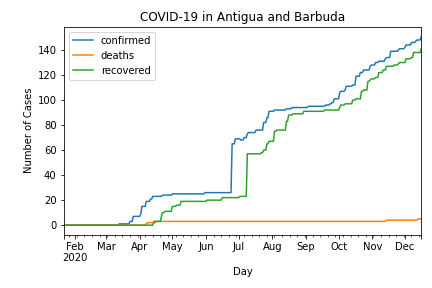 COVID-19 in Antigua and Barbuda
confirmed
deaths
recovered
Number of Cases
140
120
100
80
60
40
20
0
Feb Mar Apr May Jun Jul Aug Sep Oct Nov Dec
2020
Day